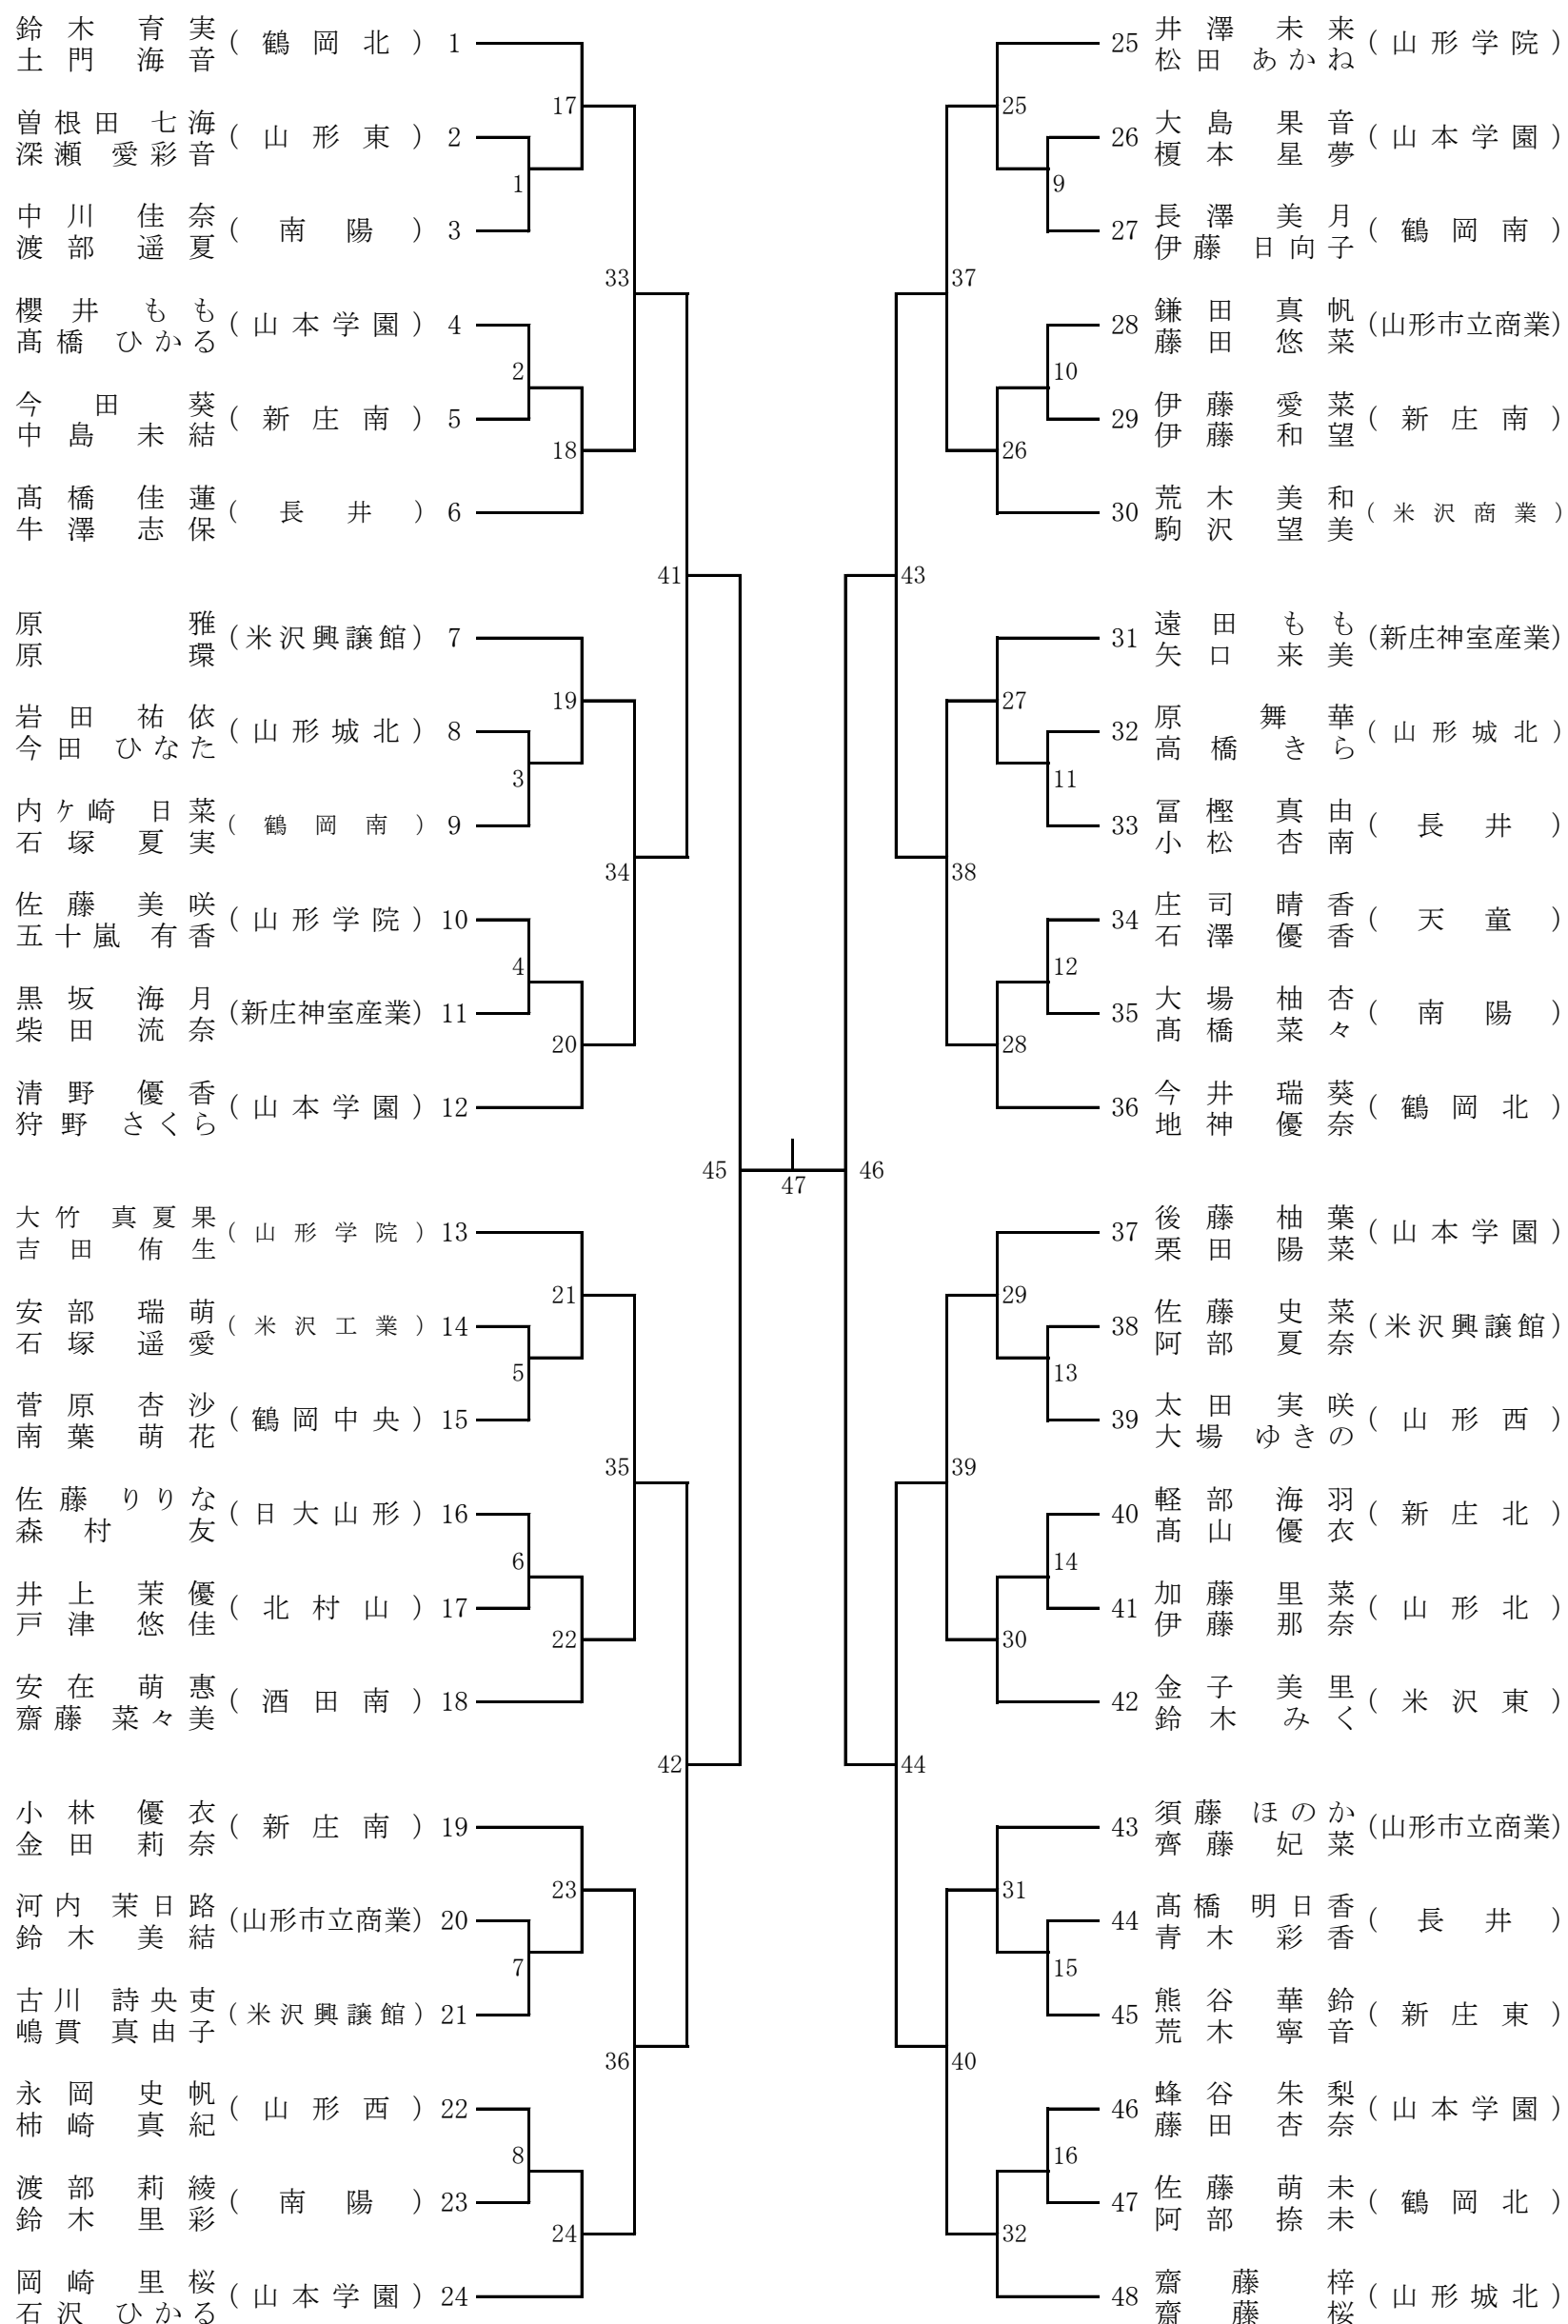 鈴木 育実
土門 海音
(鶴岡北) 1
曽根田 七海
深瀬 愛彩音
(山形東) 2
中川 佳奈
渡部 遥夏
(南陽) 3
櫻井 もも
髙橋 ひかる
(山本学園) 4
今田 葵
中島 未結
(新庄南) 5
髙橋 佳蓮
牛澤 志保
(長井) 6
原 雅
原 環
(米沢興譲館) 7
岩田 祐依
今田 ひなた
(山形城北) 8
内ケ崎 日菜
石塚 夏実
(鶴岡南) 9
佐藤 美咲
五十嵐 有香
(山形学院) 10
黒坂 海月
柴田 流奈
(新庄神室産業) 11
清野 優香
狩野 さくら
(山本学園) 12
大竹 真夏果
吉田 侑生
(山形学院) 13
安部 瑞萌
石塚 遥愛
(米沢工業) 14
菅原 杏沙
南葉 萌花
(鶴岡中央) 15
佐藤 りりな
森村 友
(日大山形) 16
井上 茉優
戸津 悠佳
(北村山) 17
安在 萌恵
齋藤 菜々美
(酒田南) 18
小林 優衣
金田 莉奈
(新庄南) 19
河内 茉日路
鈴木 美結
(山形市立商業) 20
古川 詩央吏
嶋貫 真由子
(米沢興譲館) 21
永岡 史帆
柿崎 真紀
(山形西) 22
渡部 莉綾
鈴木 里彩
(南陽) 23
岡崎 里桜
石沢 ひかる
(山本学園) 24
17
1
33
2
18
41
19
3
34
4
20
45
21
5
35
6
22
42
23
7
36
8
24
47
46
25
9
37
10
26
43
27
11
38
12
28
29
13
39
14
30
44
31
15
40
16
32
25 井澤 未来
松田 あかね
(山形学院)
26 大島 果音
榎本 星夢
(山本学園)
27 長澤 美月
伊藤 日向子
(鶴岡南)
28 鎌田 真帆
藤田 悠菜
(山形市立商業)
29 伊藤 愛菜
伊藤 和望
(新庄南)
30 荒木 美和
駒沢 望美
(米沢商業)
31 遠田 もも
矢口 来美
(新庄神室産業)
32 原 舞華
高橋 きら
(山形城北)
33 冨樫 真由
小松 杏南
(長井)
34 庄司 晴香
石澤 優香
(天童)
35 大場 柚杏
髙橋 菜々
(南陽)
36 今井 瑞葵
地神 優奈
(鶴岡北)
37 後藤 柚葉
栗田 陽菜
(山本学園)
38 佐藤 史菜
阿部 夏奈
(米沢興譲館)
39 太田 実咲
大場 ゆきの
(山形西)
40 軽部 海羽
髙山 優衣
(新庄北)
41 加藤 里菜
伊藤 那奈
(山形北)
42 金子 美里
鈴木 みく
(米沢東)
43 須藤 ほのか
齊藤 妃菜
(山形市立商業)
44 髙橋 明日香
青木 彩香
(長井)
45 熊谷 華鈴
荒木 寧音
(新庄東)
46 蜂谷 朱梨
藤田 杏奈
(山本学園)
47 佐藤 萌未
阿部 捺未
(鶴岡北)
48 齋藤 梓
齋藤 桜
(山形城北)